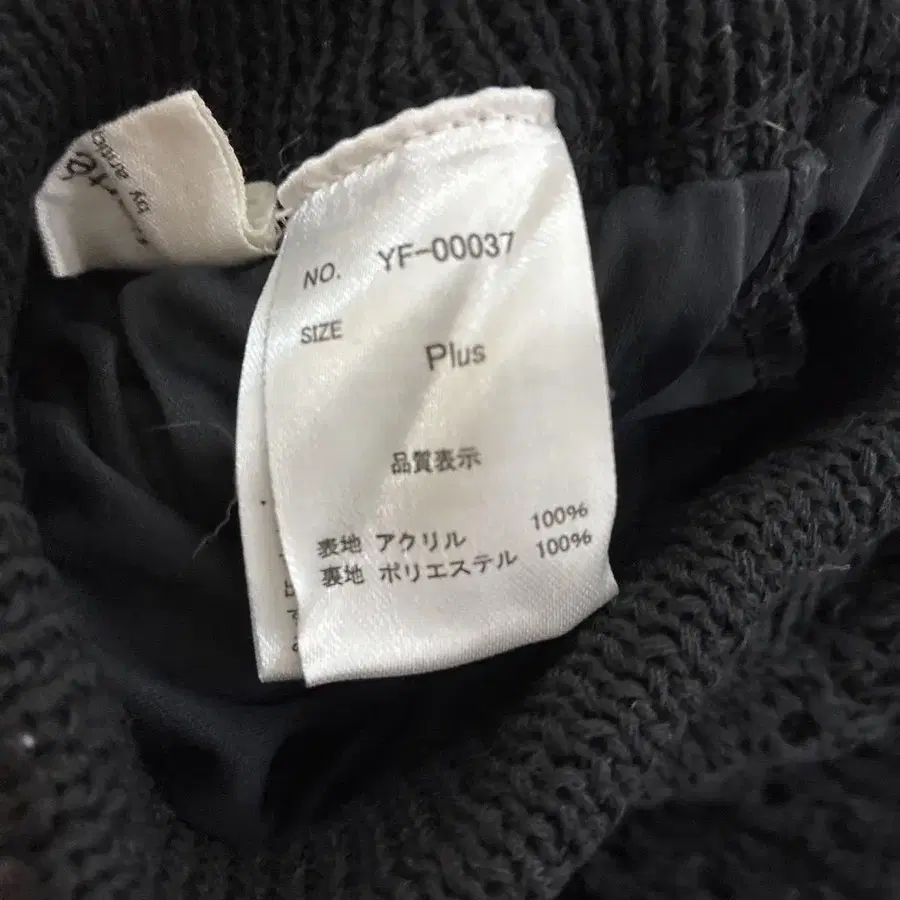 by
NO. YF-00037
SIZE
Plus
品質表示
表地 アクリル 100%
裏地 ポリエステル 100%